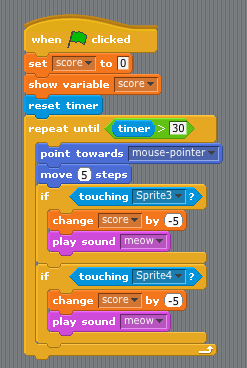 when clicked
set score to 0
show variable score
reset timer
repeat until timer > 30
point towards mouse-pointer
move 5 steps
if touching Sprite3 ?
change score by -5
play sound meow
if touching Sprite4 ?
change score by -5
play sound meow